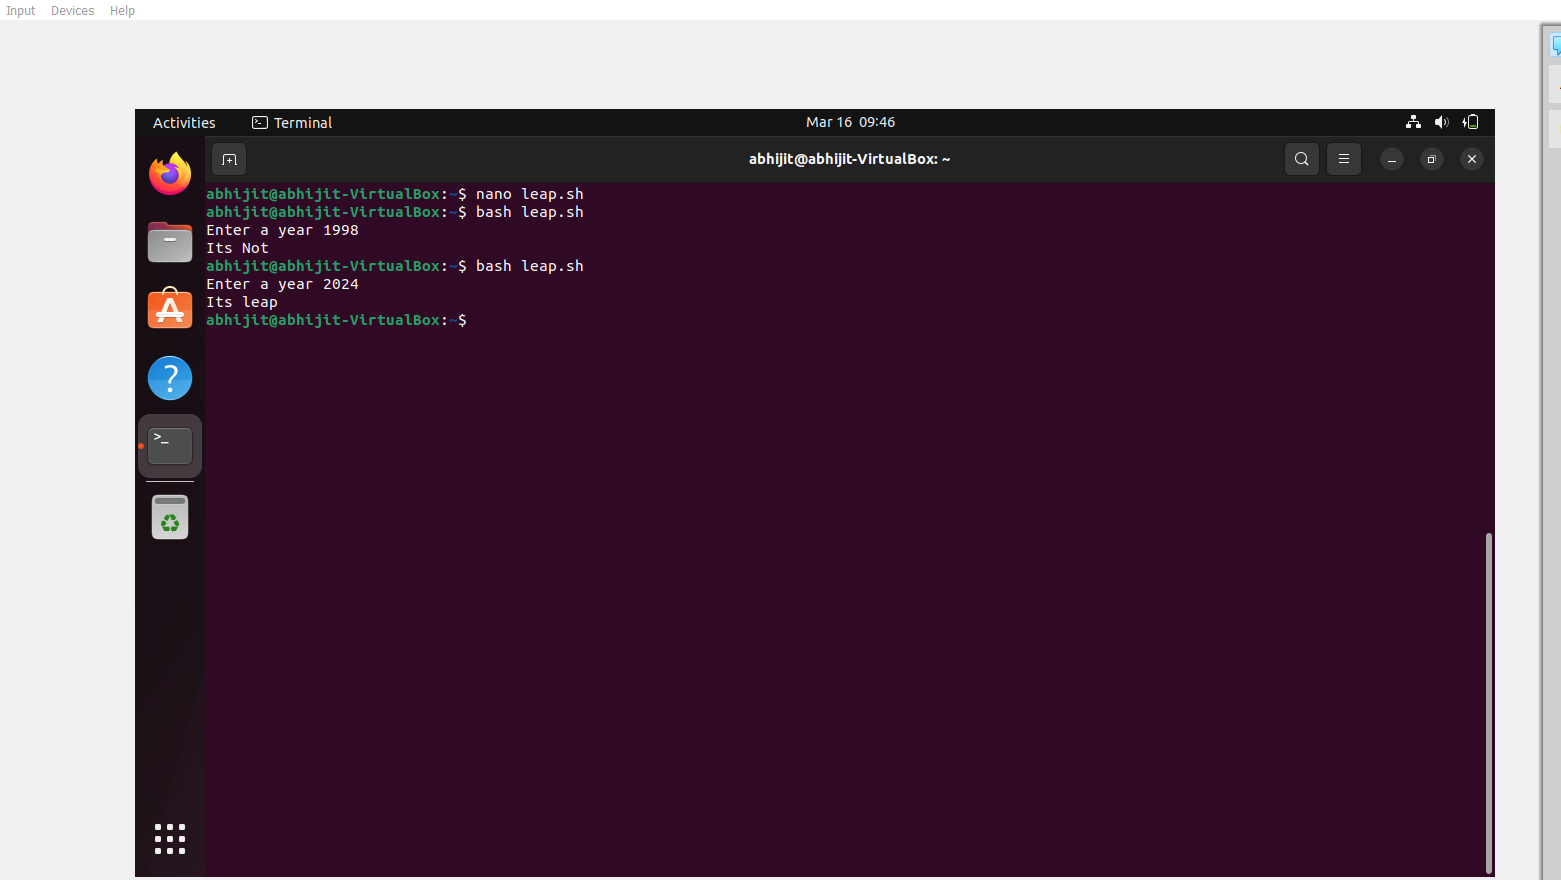 Input Devices Help
Activities Terminal Mar 16 09:46
abhijit@abhijit-VirtualBox: ~
abhijit@abhijit-VirtualBox:~$ nano leap.sh
abhijit@abhijit-VirtualBox:~$ bash leap.sh
Enter a year 1998
Its Not
abhijit@abhijit-VirtualBox:~$ bash leap.sh
Enter a year 2024
Its leap
abhijit@abhijit-VirtualBox:~$